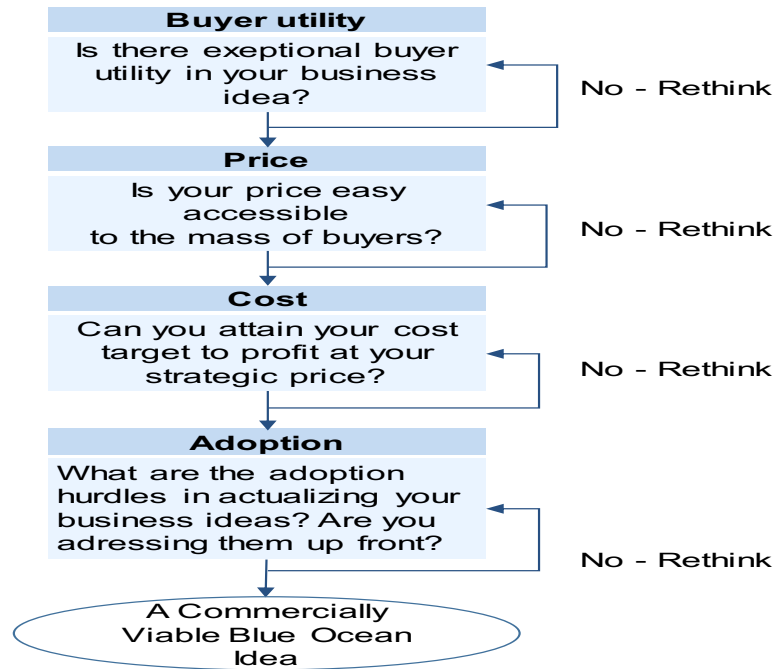 Buyer utility
Is there exeptional buyer
utility in your business
idea?
No - Rethink
Price
Is your price easy
accessible
to the mass of buyers?
No - Rethink
Cost
Can you attain your cost
target to profit at your
strategic price?
No - Rethink
Adoption
What are the adoption
hurdles in actualizing your
business ideas? Are you
adressing them up front?
No - Rethink
A Commercially
Viable Blue Ocean
Idea